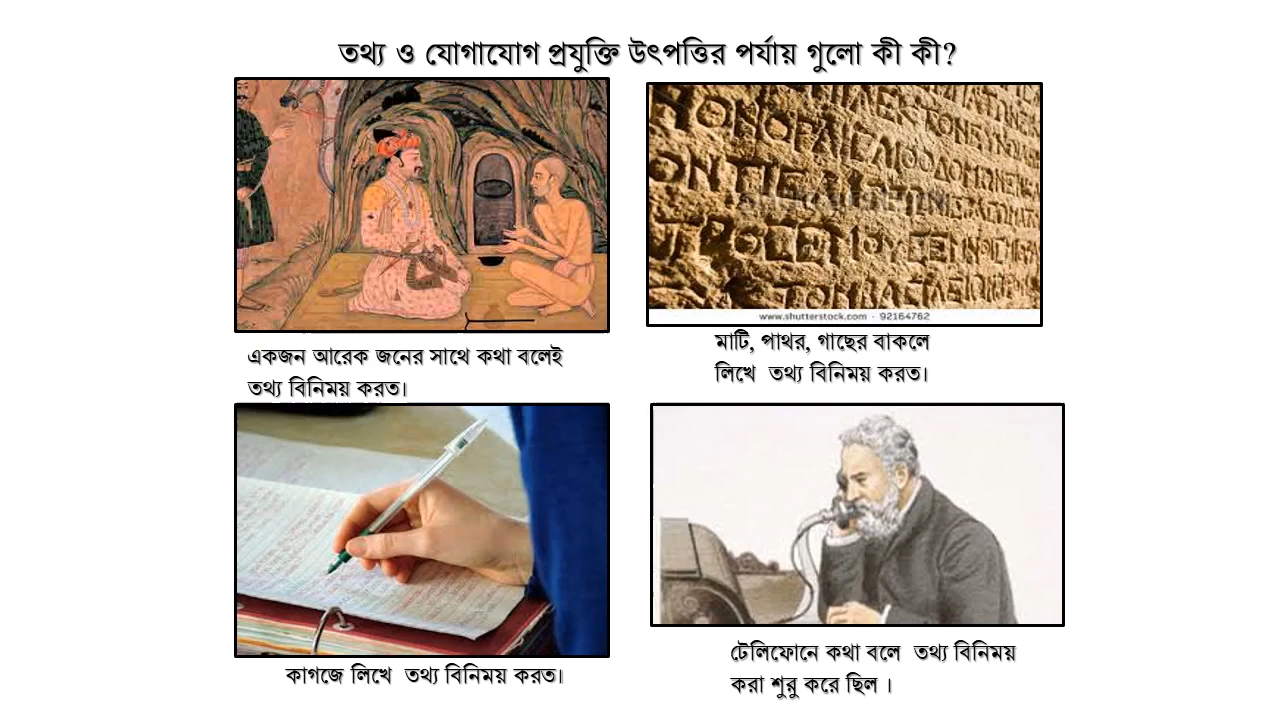 তথ্য ও যোগাযোগ প্রযুক্তি উৎপত্তির পর্যায় গুলো কী কী?
একজন আরেক জনের সাথে কথা বলেই
তথ্য বিনিময় করত।
www.shutterstock.com · 92164762
মাটি, পাথর, গাছের বাকলে
লিখে তথ্য বিনিময় করত।
কাগজে লিখে তথ্য বিনিময় করত।
টেলিফোনে কথা বলে তথ্য বিনিময়
করা শুরু করে ছিল ।